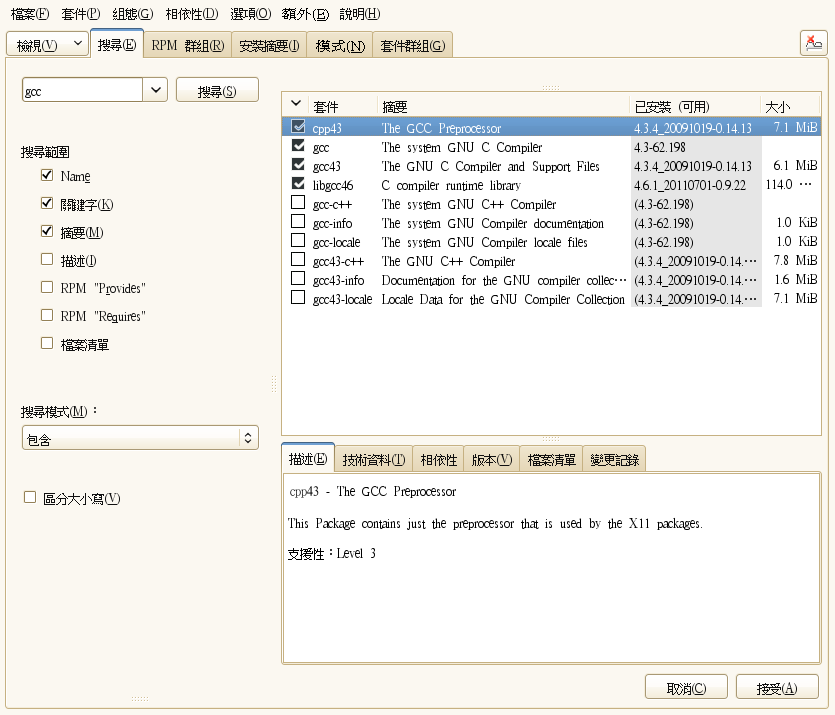 檔案(F) 套件(P) 組態(G) 相依性(D) 選項(O) 額外(E) 說明(H)
檢視(V) 搜尋(E) RPM 群組(R) 安裝摘要(I) 模式(N) 套件群組(G)
gcc 搜尋(S)
搜尋範圍
Name
關鍵字(K)
摘要(M)
描述(I)
RPM "Provides"
RPM "Requires"
檔案清單
搜尋模式(M)：
包含
區分大小寫(V)
套件 摘要 已安裝 (可用) 大小
cpp43 The GCC Preprocessor 4.3.4_20091019-0.14.13 7.1 MiB
gcc The system GNU C Compiler 4.3-62.198
gcc43 The GNU C Compiler and Support Files 4.3.4_20091019-0.14.13 6.1 MiB
libgcc46 C compiler runtime library 4.6.1_20110701-0.9.22 114.0 …
gcc-c++ The system GNU C++ Compiler (4.3-62.198)
gcc-info The system GNU Compiler documentation (4.3-62.198) 1.0 KiB
gcc-locale The system GNU Compiler locale files (4.3-62.198) 1.0 KiB
gcc43-c++ The GNU C++ Compiler (4.3.4_20091019-0.14.… 7.8 MiB
gcc43-info Documentation for the GNU compiler collec… (4.3.4_20091019-0.14.… 1.6 MiB
gcc43-locale Locale Data for the GNU Compiler Collection (4.3.4_20091019-0.14.… 7.1 MiB
描述(E) 技術資料(T) 相依性 版本(V) 檔案清單 變更記錄
cpp43 - The GCC Preprocessor
This Package contains just the preprocessor that is used by the X11 packages.
支援性：Level 3
取消(C) 接受(A)